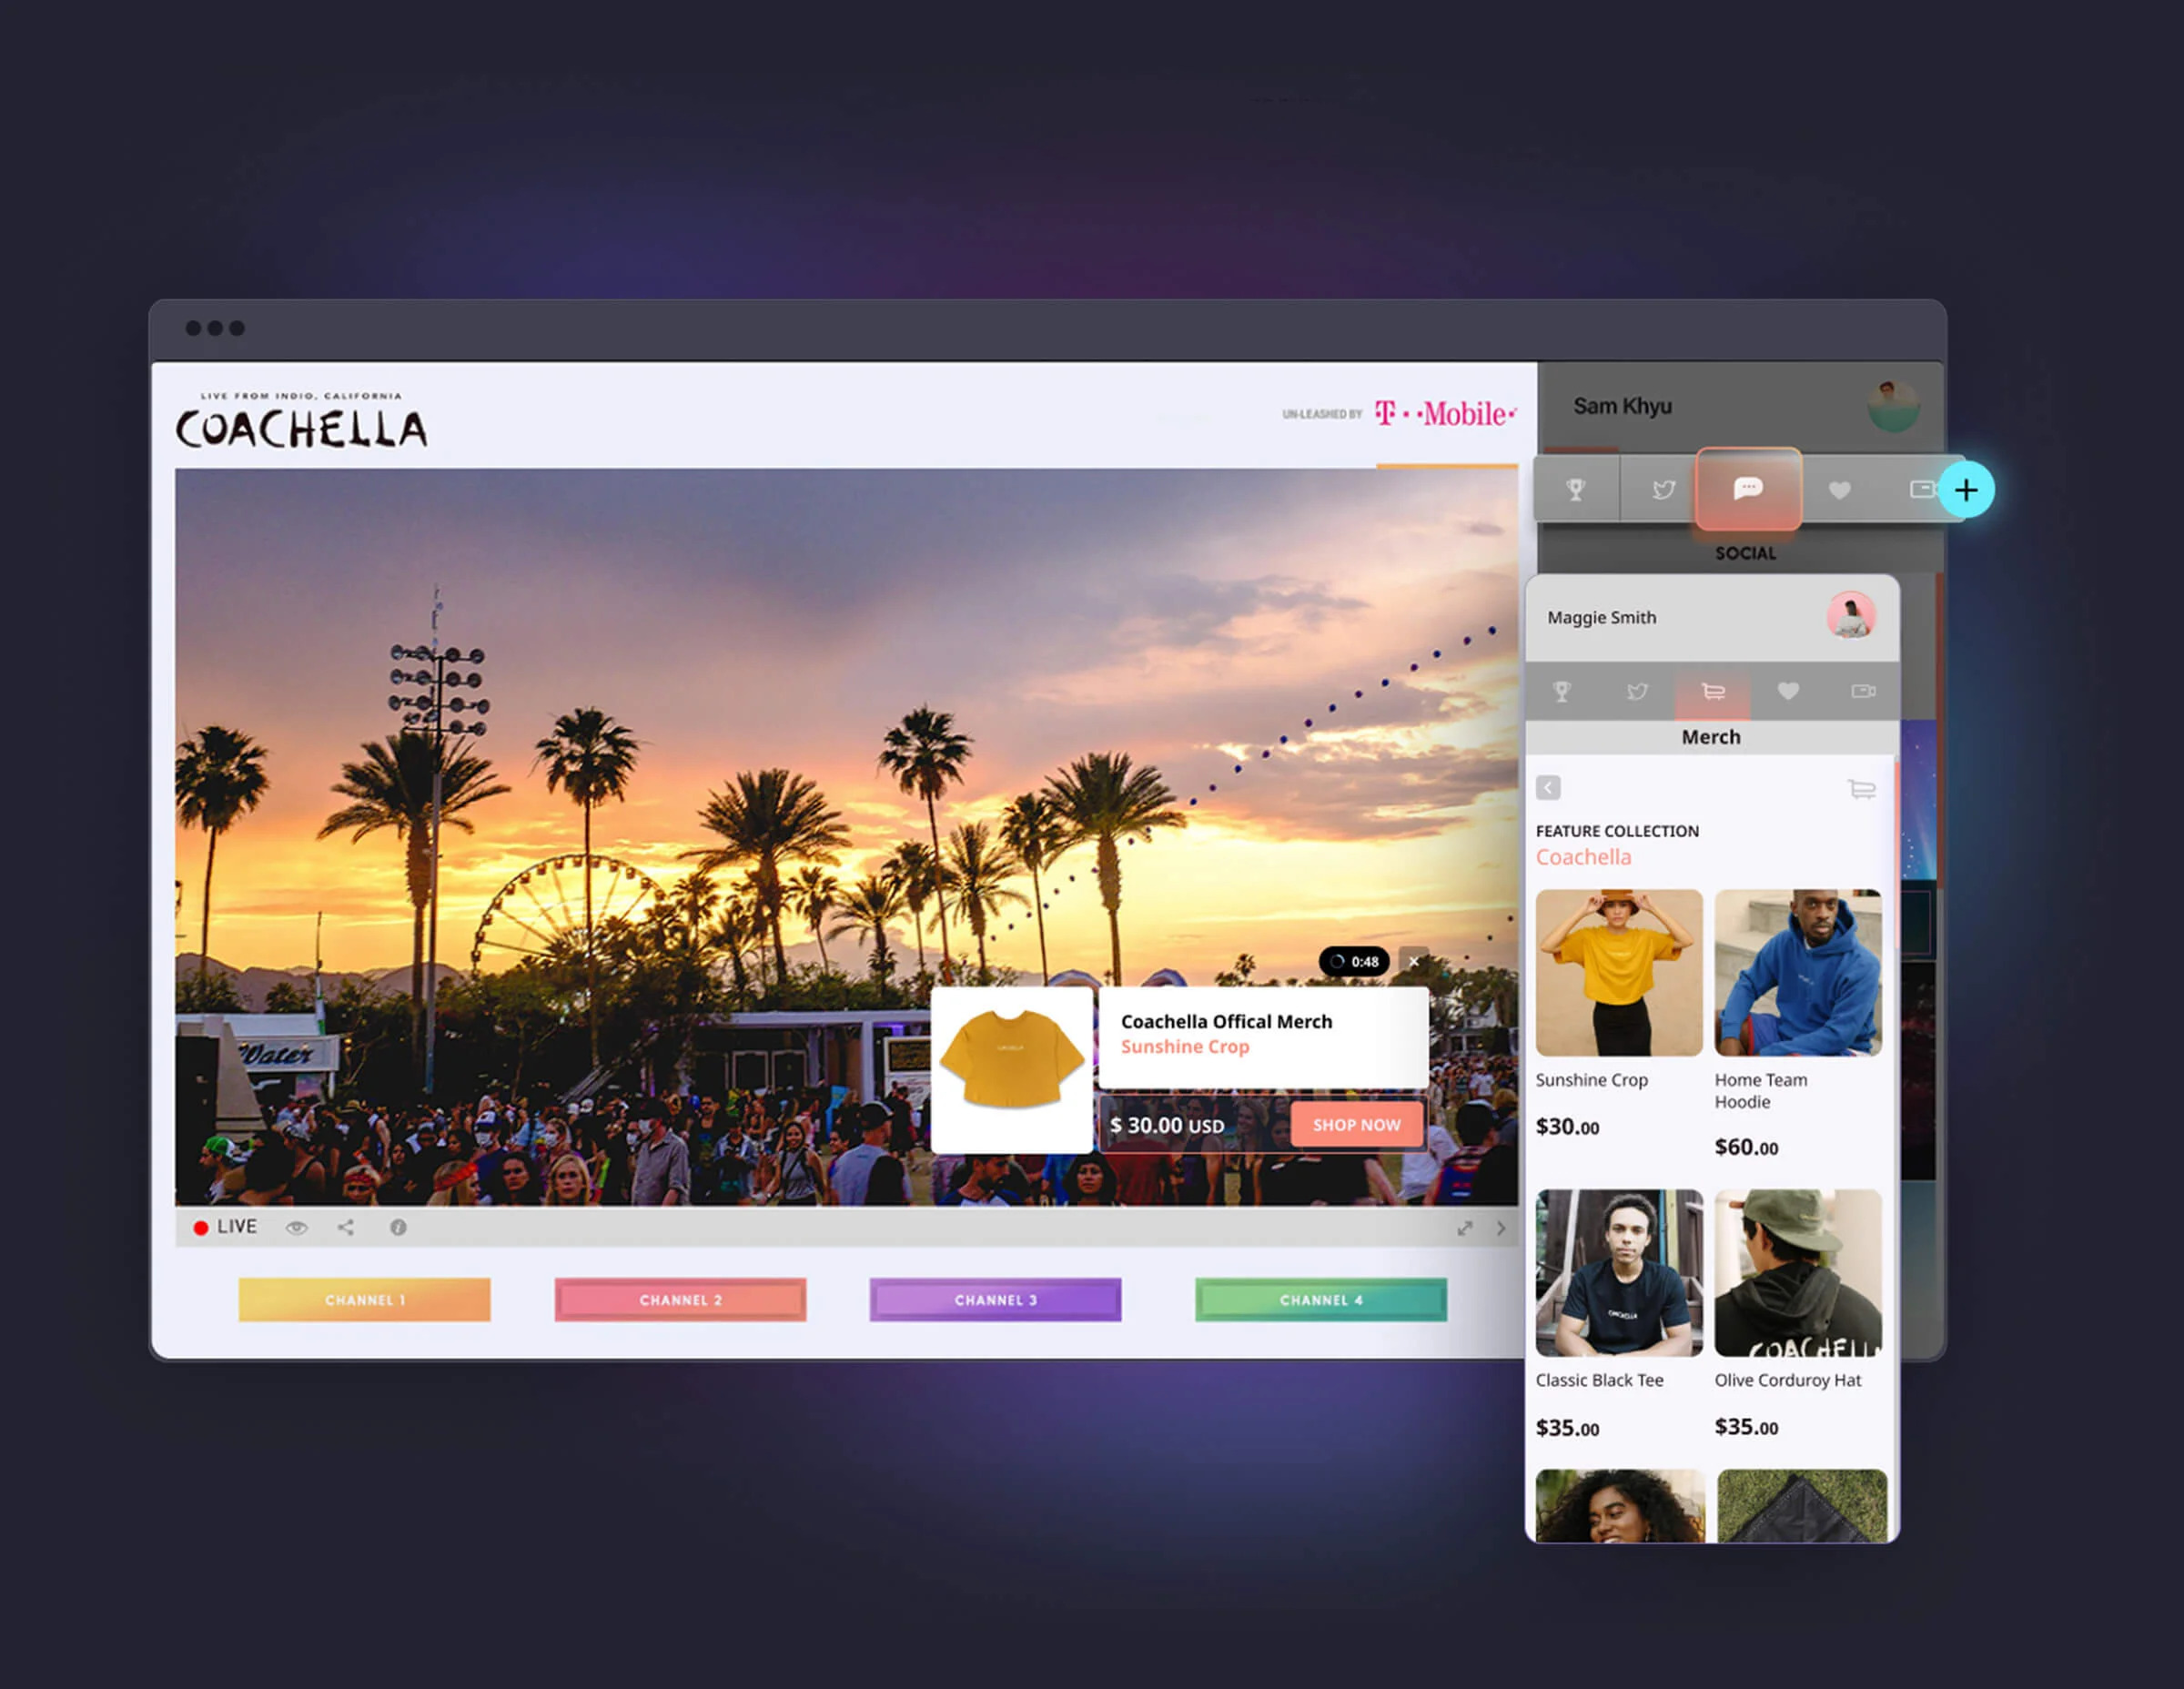 LIVE FROM INDIO, CALIFORNIA
COACHELLA
UN-LEASHED BY T··Mobile·
Water
0:48
Coachella Offical Merch
Sunshine Crop
$ 30.00 USD
SHOP NOW
LIVE
CHANNEL 1
CHANNEL 2
CHANNEL 3
CHANNEL 4
Sam Khyu
SOCIAL
Maggie Smith
Merch
FEATURE COLLECTION
Coachella
Sunshine Crop
$30.00
Home Team
Hoodie
$60.00
COACHELLA
COACHELLA
Classic Black Tee
$35.00
Olive Corduroy Hat
$35.00